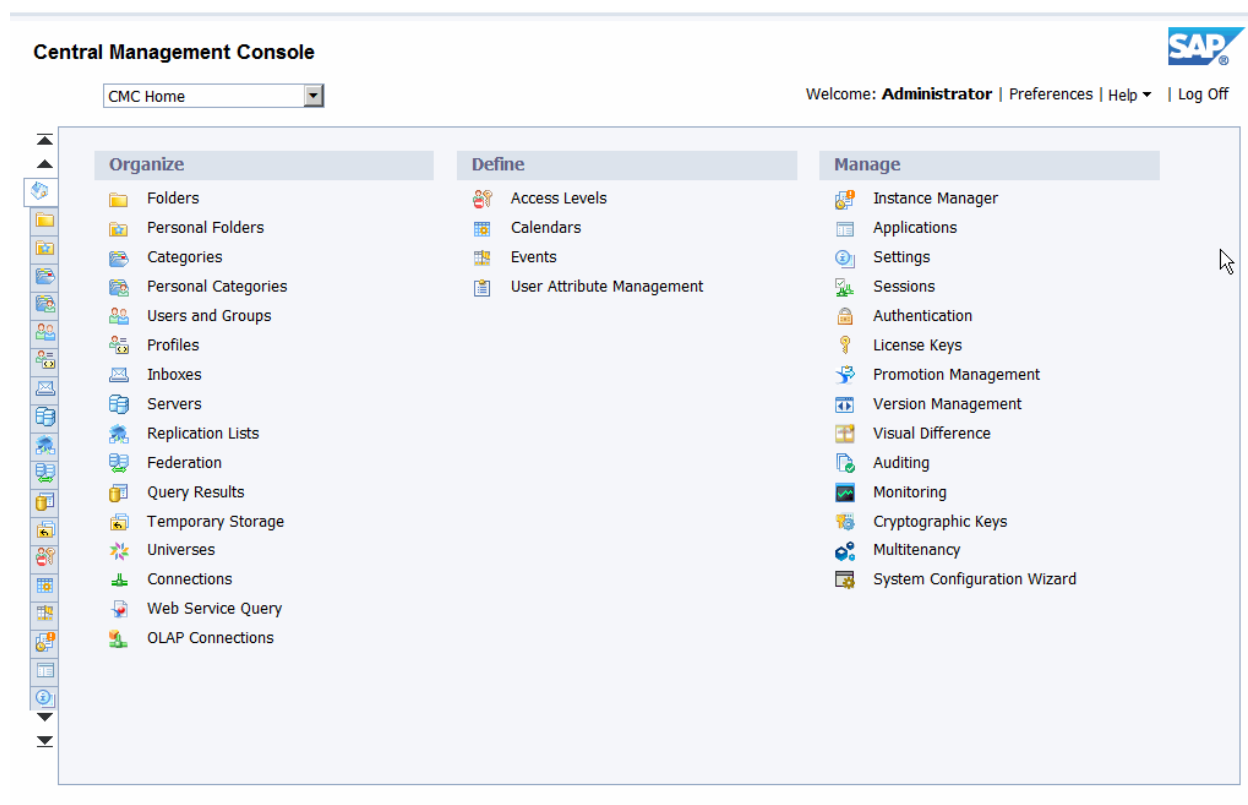 Central Management Console
SAP®
CMC Home
Welcome: Administrator | Preferences | Help | Log Off
Organize
Folders
Personal Folders
Categories
Personal Categories
Users and Groups
Profiles
Inboxes
Servers
Replication Lists
Federation
Query Results
Temporary Storage
Universes
Connections
Web Service Query
OLAP Connections
Define
Access Levels
Calendars
Events
User Attribute Management
Manage
Instance Manager
Applications
Settings
Sessions
Authentication
License Keys
Promotion Management
Version Management
Visual Difference
Auditing
Monitoring
Cryptographic Keys
Multitenancy
System Configuration Wizard